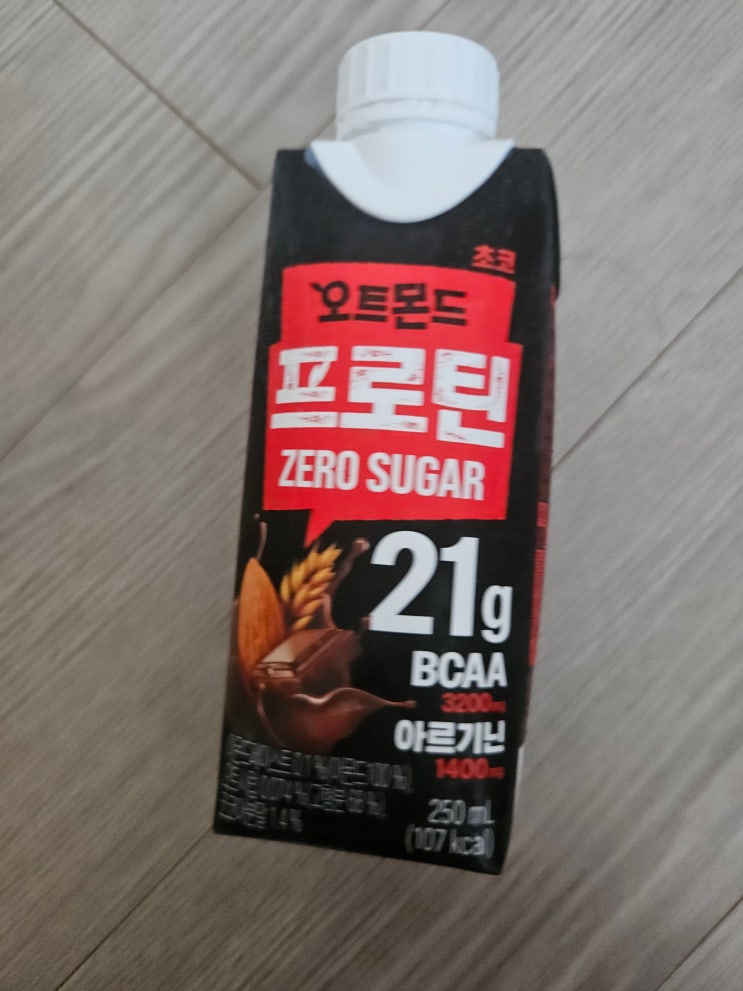 초코
오트몬드
프로틴
ZERO SUGAR
21g
BCAA
3200mg
아르기닌
1400mg
250 mL
(107 kcal)